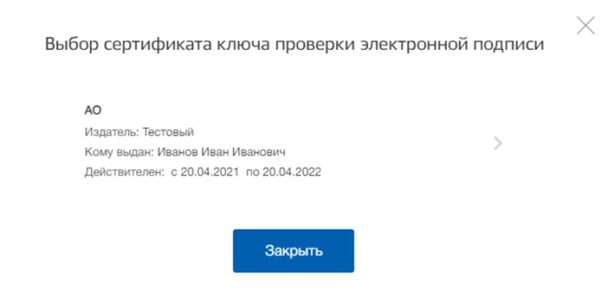 Выбор сертификата ключа проверки электронной подписи
АО
Издатель: Тестовый
Кому выдан: Иванов Иван Иванович
Действителен: с 20.04.2021 по 20.04.2022
Закрыть